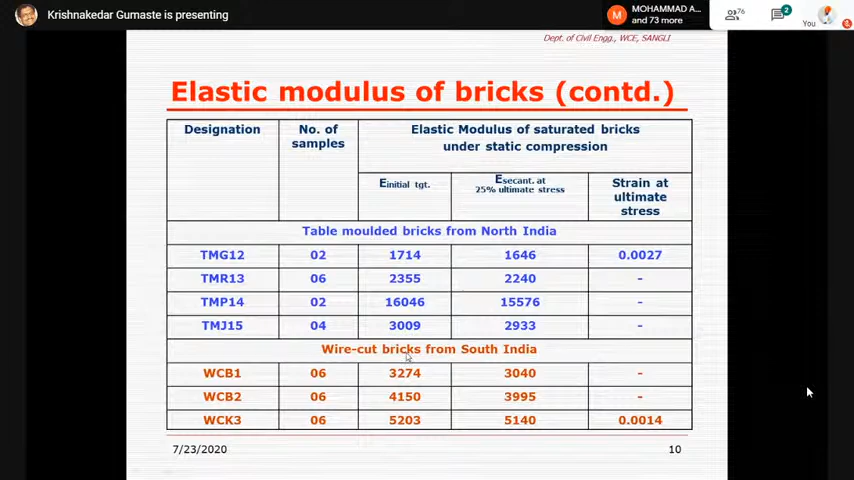 Krishnakedar Gumaste is presenting
M
MOHAMMAD A...
and 73 more
76
2
You
Dept. of Civil Engg., WCE, SANGLI
Elastic modulus of bricks (contd.)
Designation
No. of samples
Elastic Modulus of saturated bricks
under static compression
Einitial tgt.
Esecant. at
25% ultimate stress
Strain at
ultimate
stress
Table moulded bricks from North India
TMG12 02 1714 1646 0.0027
TMR13 06 2355 2240 -
TMP14 02 16046 15576 -
TMJ15 04 3009 2933 -
Wire-cut bricks from South India
WCB1 06 3274 3040 -
WCB2 06 4150 3995 -
WCK3 06 5203 5140 0.0014
7/23/2020 10